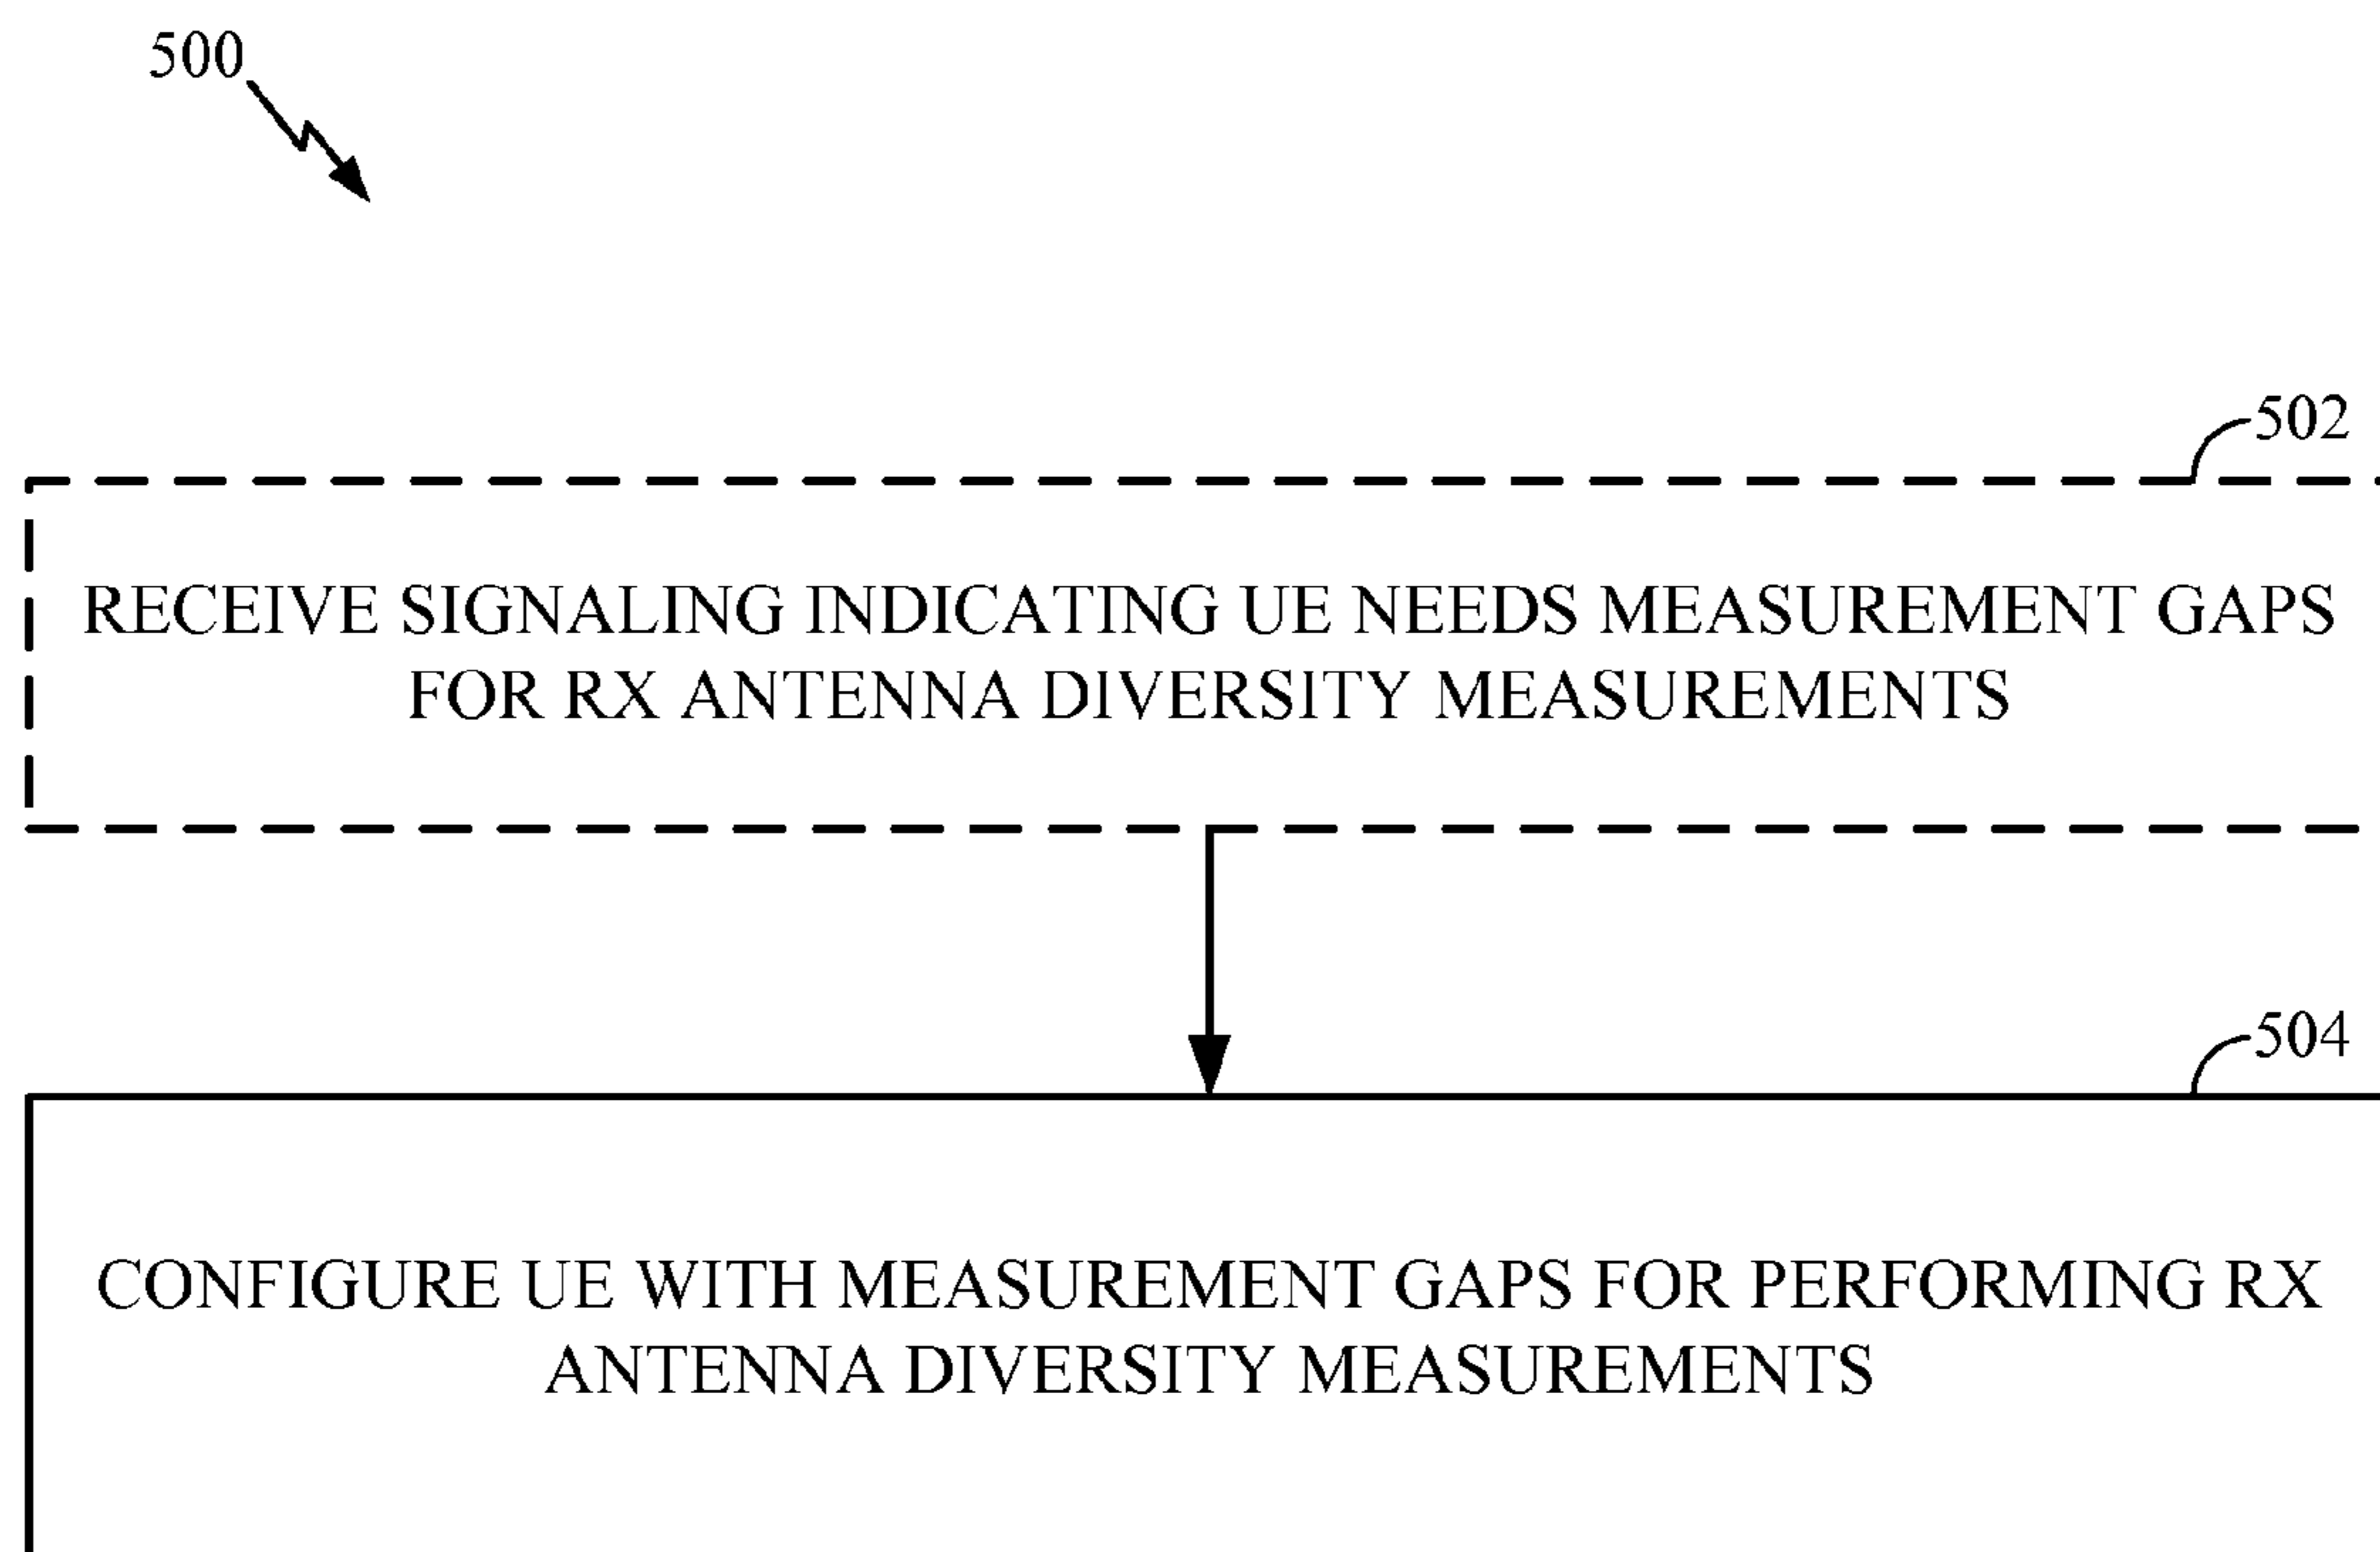 500
502
RECEIVE SIGNALING INDICATING UE NEEDS MEASUREMENT GAPS
FOR RX ANTENNA DIVERSITY MEASUREMENTS
504
CONFIGURE UE WITH MEASUREMENT GAPS FOR PERFORMING RX
ANTENNA DIVERSITY MEASUREMENTS